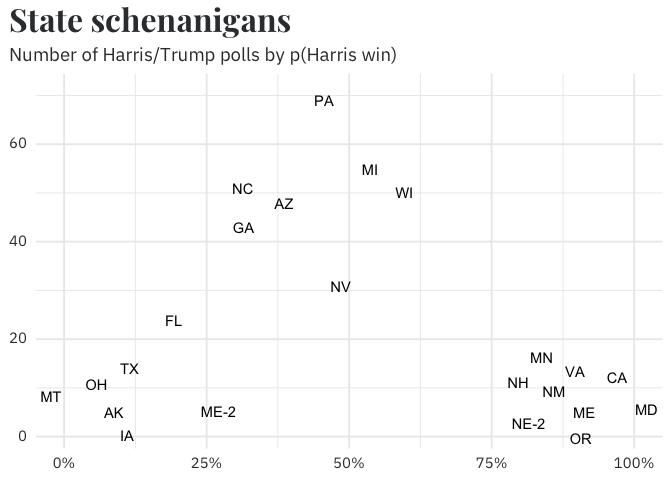 State schenanigans
Number of Harris/Trump polls by p(Harris win)
PA
60
MI
NC
WI
AZ
GA
40
NV
FL
20
MN
TX
VA
CA
OH
NH
MT
NM
AK
ME-2
ME
MD
NE-2
0
IA
OR
0%
25%
50%
75%
100%